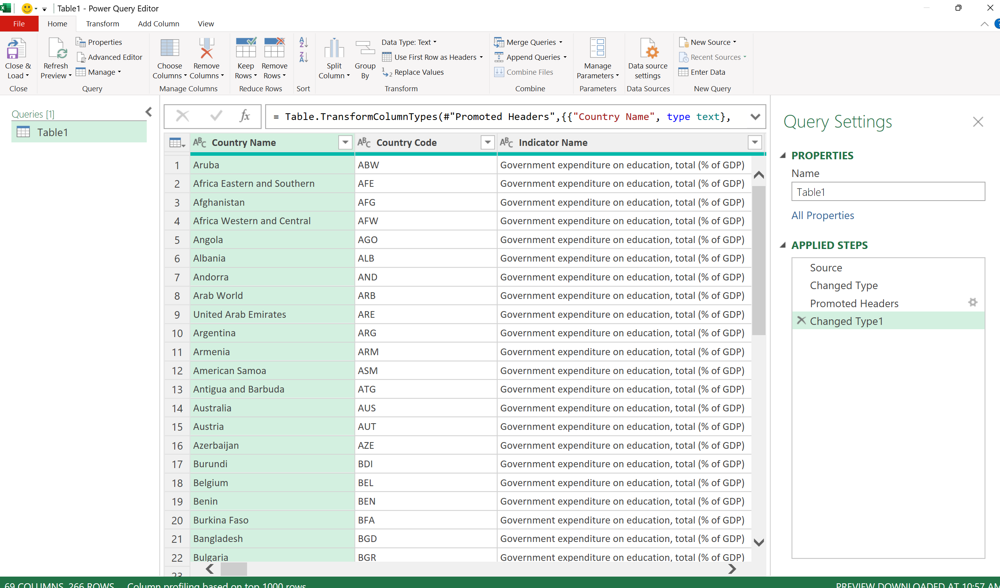 Table1 - Power Query Editor
File Home Transform Add Column View
Close & Load
Refresh Preview
Properties
Advanced Editor
Manage
Choose Columns
Remove Columns
Keep Rows
Remove Rows
Split Column
Group By
Data Type: Text
Use First Row as Headers
Replace Values
Merge Queries
Append Queries
Combine Files
Manage Parameters
Data source settings
New Source
Recent Sources
Enter Data
Close Query Manage Columns Reduce Rows Sort Transform Combine Parameters Data Sources New Query
Queries [1]
Table1
fx
= Table.TransformColumnTypes(#"Promoted Headers",{{"Country Name", type text},
ABC Country Name ABC Country Code ABC Indicator Name
1 Aruba ABW Government expenditure on education, total (% of GDP)
2 Africa Eastern and Southern AFE Government expenditure on education, total (% of GDP)
3 Afghanistan AFG Government expenditure on education, total (% of GDP)
4 Africa Western and Central AFW Government expenditure on education, total (% of GDP)
5 Angola AGO Government expenditure on education, total (% of GDP)
6 Albania ALB Government expenditure on education, total (% of GDP)
7 Andorra AND Government expenditure on education, total (% of GDP)
8 Arab World ARB Government expenditure on education, total (% of GDP)
9 United Arab Emirates ARE Government expenditure on education, total (% of GDP)
10 Argentina ARG Government expenditure on education, total (% of GDP)
11 Armenia ARM Government expenditure on education, total (% of GDP)
12 American Samoa ASM Government expenditure on education, total (% of GDP)
13 Antigua and Barbuda ATG Government expenditure on education, total (% of GDP)
14 Australia AUS Government expenditure on education, total (% of GDP)
15 Austria AUT Government expenditure on education, total (% of GDP)
16 Azerbaijan AZE Government expenditure on education, total (% of GDP)
17 Burundi BDI Government expenditure on education, total (% of GDP)
18 Belgium BEL Government expenditure on education, total (% of GDP)
19 Benin BEN Government expenditure on education, total (% of GDP)
20 Burkina Faso BFA Government expenditure on education, total (% of GDP)
21 Bangladesh BGD Government expenditure on education, total (% of GDP)
22 Bulgaria BGR Government expenditure on education, total (% of GDP)
23
Query Settings
PROPERTIES
Name
Table1
All Properties
APPLIED STEPS
Source
Changed Type
Promoted Headers
Changed Type1
69 COLUMNS, 266 ROWS Column profiling based on top 1000 rows PREVIEW DOWNLOADED AT 10:57 AM